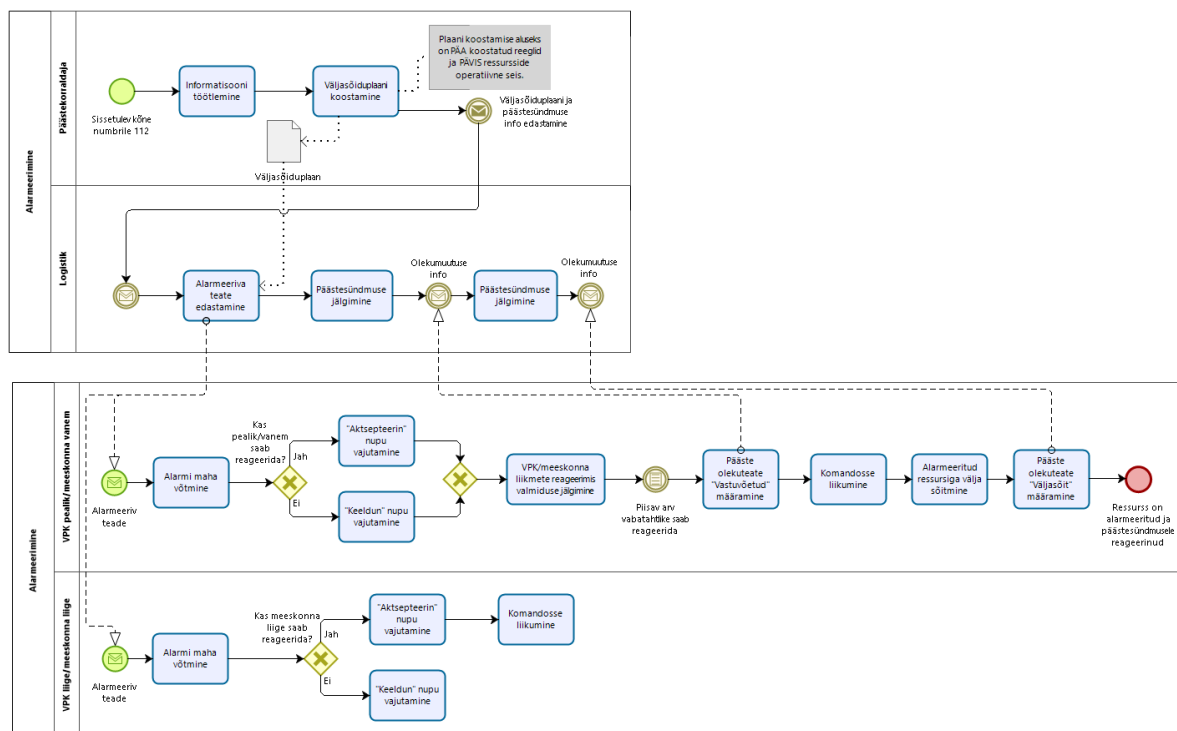 Alarmeerimine
Päästekorraldaja
Sissetulev kõne
numbrile 112
Informatisooni
töötlemine
Väljasõiduplaani
koostamine
Plaani koostamise aluseks
on PÄA koostatud reeglid
ja PÄVIS ressursside
operatiivne seis.
Väljasõiduplaani ja
päästesündmuse
info edastamine
Väljasõiduplaan
Logistik
Alarmeeriva
teate
edastamine
Päästesündmuse
jälgimine
Olekumuutuse
info
Päästesündmuse
jälgimine
Olekumuutuse
info
Alarmeerimine
VPK pealik/meeskonna vanem
Alarmeeriv
teade
Alarmi maha
võtmine
Kas
pealik/vanem
saab
reageerida?
Jah
Ei
"Aktsepteerin"
nupu
vajutamine
"Keeldun" nupu
vajutamine
VPK/meeskonna
liikmete reageerimis
valmiduse jälgimine
Piisav arv
vabatahtlike saab
reageerida
Pääste
olekuteate
"Vastuvõetud"
määramine
Komandosse
liikumine
Alarmeeritud
ressursiga välja
sõitmine
Pääste
olekuteate
"Väljasõit"
määramine
Ressurss on
alarmeeritud ja
päästesündmusele
reageerinud
VPK liige/meeskonna liige
Alarmeeriv
teade
Alarmi maha
võtmine
Kas meeskonna
liige saab
reageerida?
Jah
Ei
"Aktsepteerin"
nupu
vajutamine
Komandosse
liikumine
"Keeldun" nupu
vajutamine